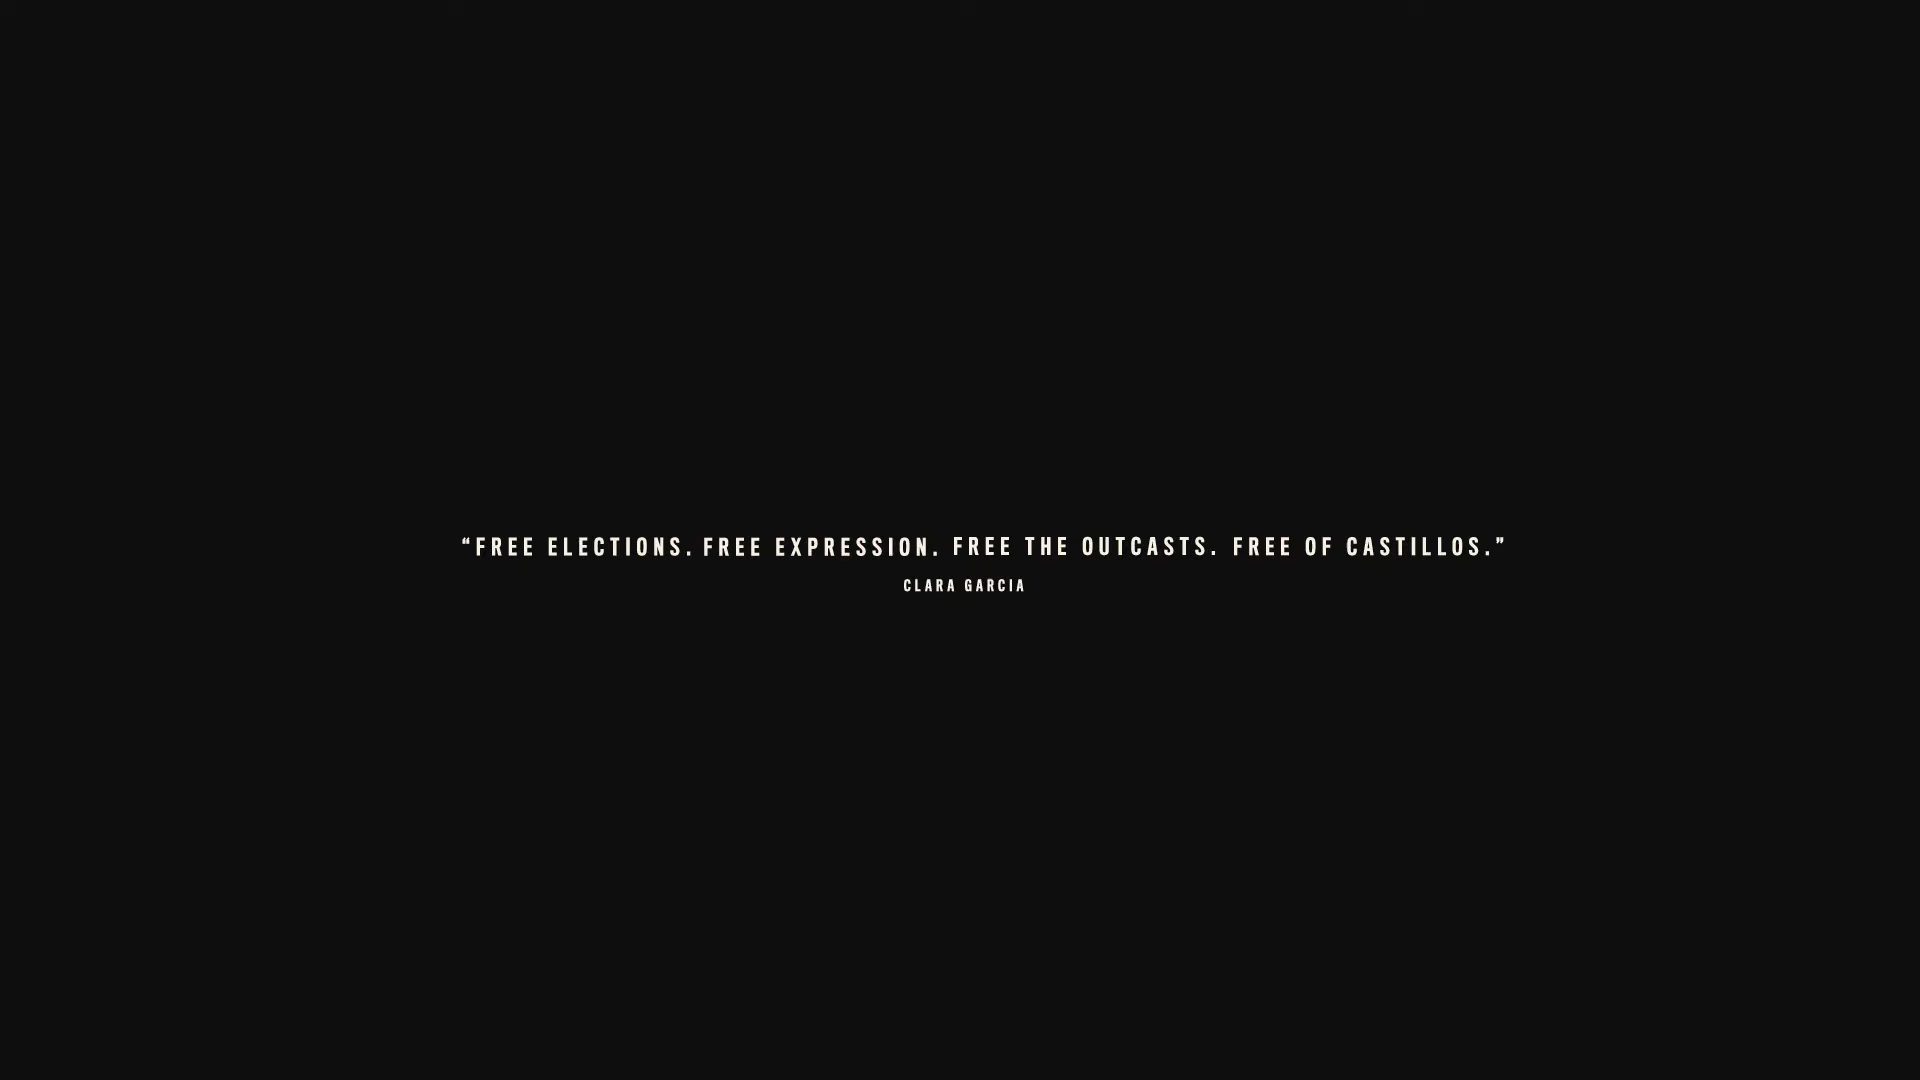 “FREE ELECTIONS. FREE EXPRESSION. FREE THE OUTCASTS. FREE OF CASTILLOS.”
CLARA GARCIA